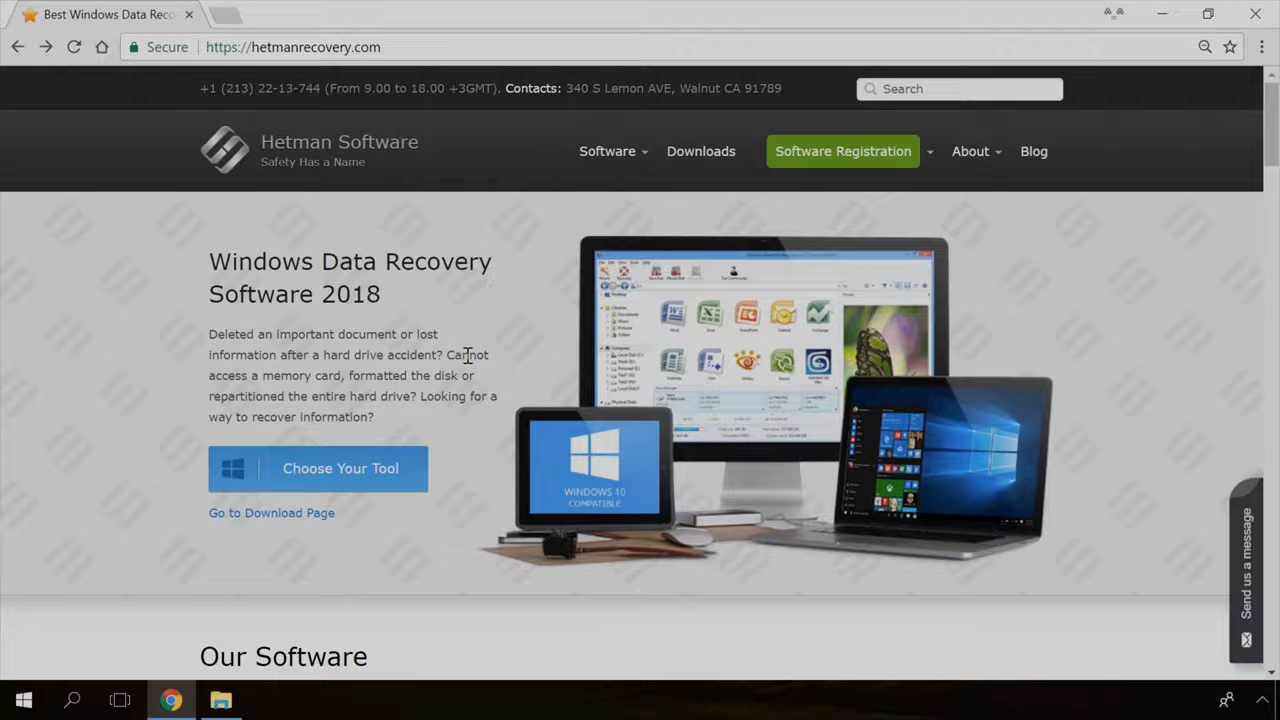 Best Windows Data Reco
Secure
https://hetmanrecovery.com
+1 (213) 22-13-744 (From 9.00 to 18.00 +3GMT). Contacts: 340 S Lemon AVE, Walnut CA 91789
Search
Hetman Software
Safety Has a Name
Software
Downloads
Software Registration
About
Blog
Windows Data Recovery
Software 2018
Deleted an important document or lost
information after a hard drive accident? Cannot
access a memory card, formatted the disk or
repartitioned the entire hard drive? Looking for a
way to recover information?
Choose Your Tool
Go to Download Page
WINDOWS 10
COMPATIBLE
Send us a message
Our Software